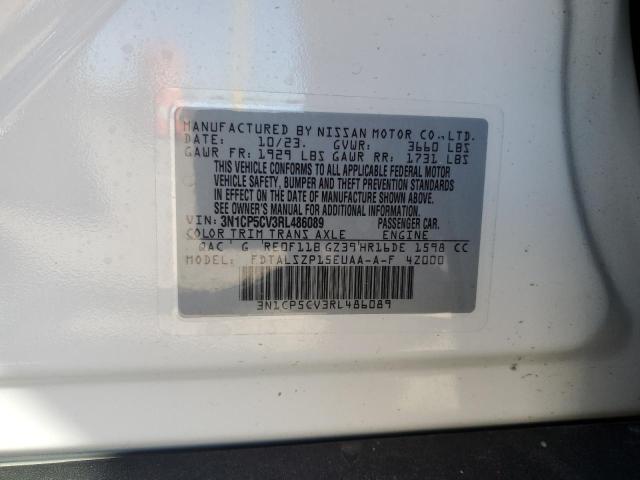 MANUFACTURED BY NISSAN MOTOR CO., LTD.
DATE: 10/23. GVWR: 3660 LBS
GAWR FR: 1929 LBS GAWR RR: 1731 LBS
THIS VEHICLE CONFORMS TO ALL APPLICABLE FEDERAL MOTOR
VEHICLE SAFETY, BUMPER AND THEFT PREVENTION STANDARDS
IN EFFECT ON THE DATE OF MANUFACTURE SHOWN ABOVE.
SEE OWNER'S MANUAL FOR ADDITIONAL INFORMATION.
VIN: 3N1CP5CV3RL486089 PASSENGER CAR.
COLOR TRIM TRANS AXLE ENGINE
QAC G RE0F11B GZ39 HR16DE 1598 CC
MODEL FDTALSZP15EUAA-A-F 42000
3N1CP5CV3RL486089